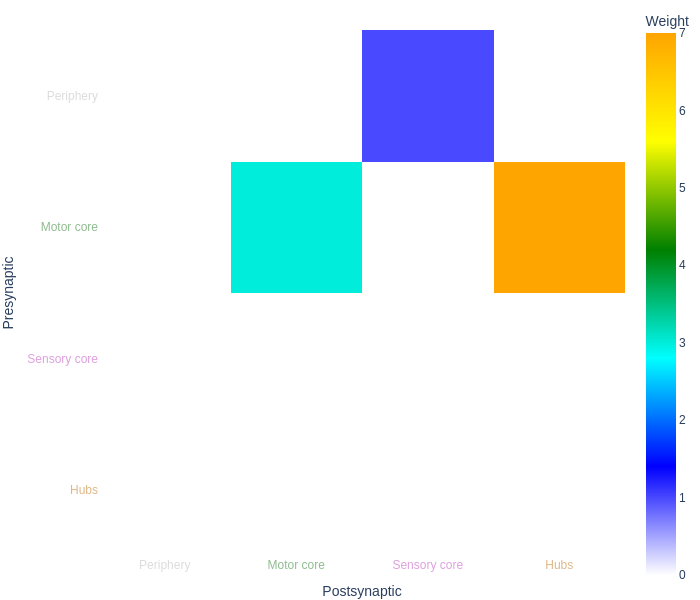 Weight
7
6
5
4
3
2
1
0
Presynaptic
Periphery
Motor core
Sensory core
Hubs
Periphery Motor core Sensory core Hubs
Postsynaptic